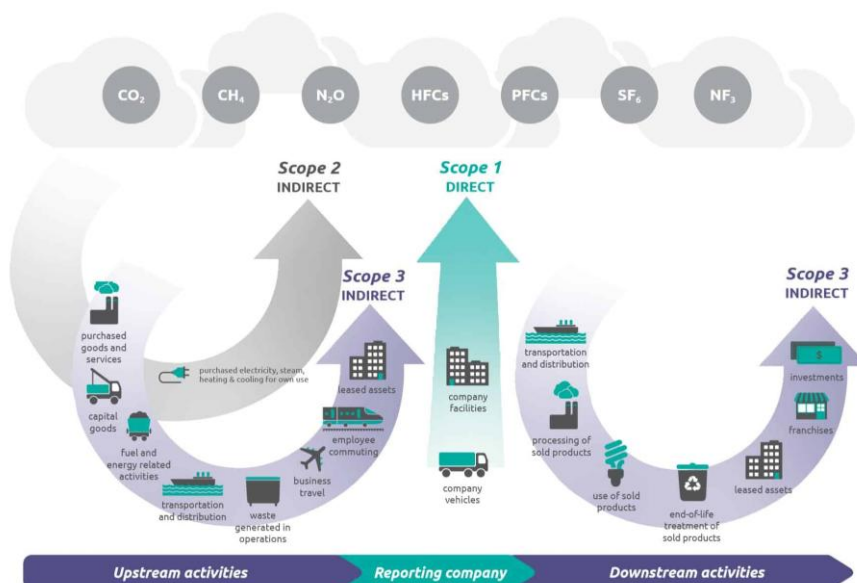 CO₂
CH₄
N₂O
HFCs
PFCs
SF₆
NF₃
Scope 2
INDIRECT
Scope 1
DIRECT
Scope 3
INDIRECT
Scope 3
INDIRECT
purchased
goods and
services
capital
goods
fuel and
energy related
activities
transportation
and distribution
waste
generated in
operations
business
travel
employee
commuting
leased assets
purchased electricity, steam,
heating & cooling for own use
company
facilities
company
vehicles
transportation
and distribution
processing of
sold products
use of sold
products
end-of-life
treatment of
sold products
leased assets
franchises
$
investments
Upstream activities
Reporting company
Downstream activities